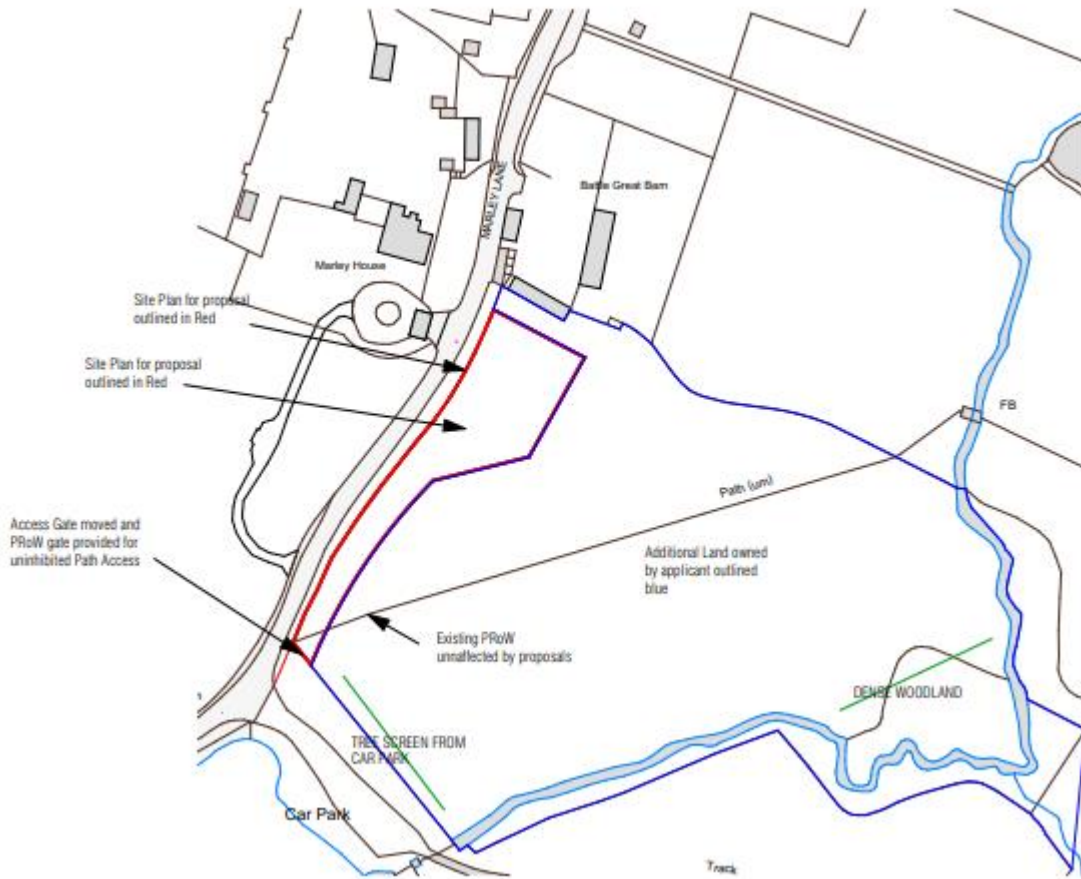 MARLEY LANE
Battle Great Barn
Marley House
Site Plan for proposal
outlined in Red
Site Plan for proposal
outlined in Red
FB
Path (um)
Access Gate moved and
PRoW gate provided for
uninhibited Path Access
Additional Land owned
by applicant outlined
blue
Existing PRoW
unnaffected by proposals
DENSE WOODLAND
TREE SCREEN FROM
CAR PARK
Car Park
Track